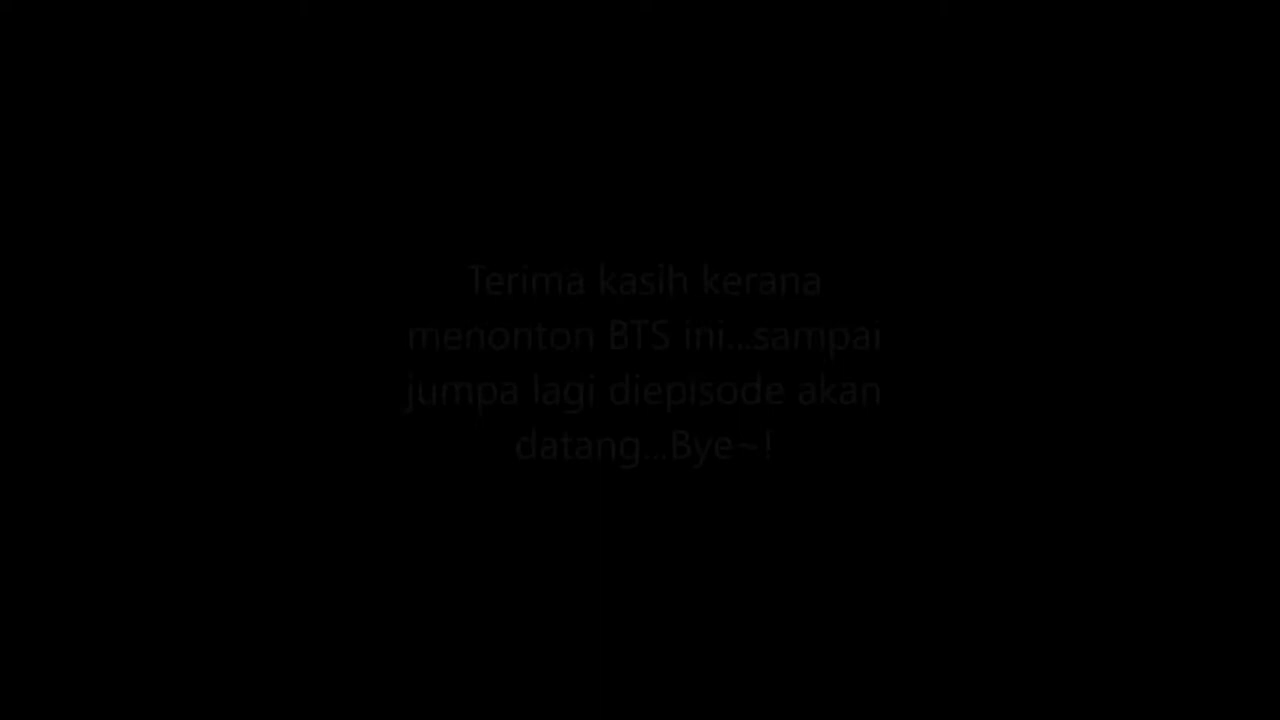 Terima kasih kerana
menonton BTS ini...sampai
jumpa lagi diepisode akan
datang...Bye~!